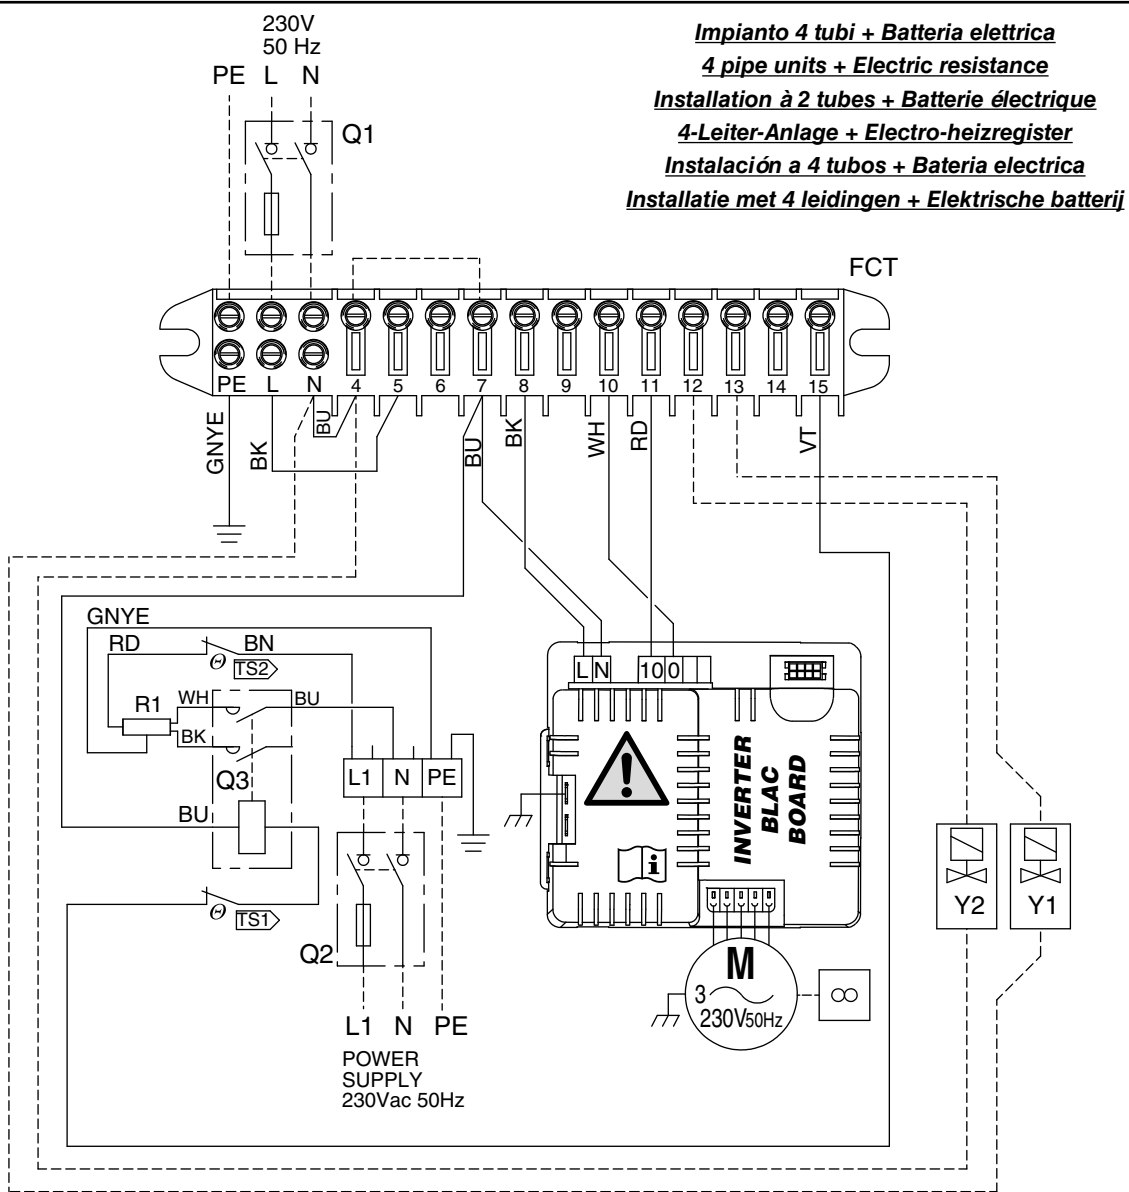 230V
50 Hz
PE L N
Q1
Impianto 4 tubi + Batteria elettrica
4 pipe units + Electric resistance
Installation à 2 tubes + Batterie électrique
4-Leiter-Anlage + Electro-heizregister
Instalación a 4 tubos + Bateria electrica
Installatie met 4 leidingen + Elektrische batterij
FCT
PE L N 4 5 6 7 8 9 10 11 12 13 14 15
GNYE
BK
BU
BU
BK
WH
RD
VT
GNYE
RD
BN
Θ TS2
R1
WH
BU
BK
Q3
L1 N PE
BU
Θ TS1
Q2
L1 N PE
POWER
SUPPLY
230Vac 50Hz
L N 10 0
INVERTER
BLAC
BOARD
i
M
3
230V50Hz
Y2
Y1